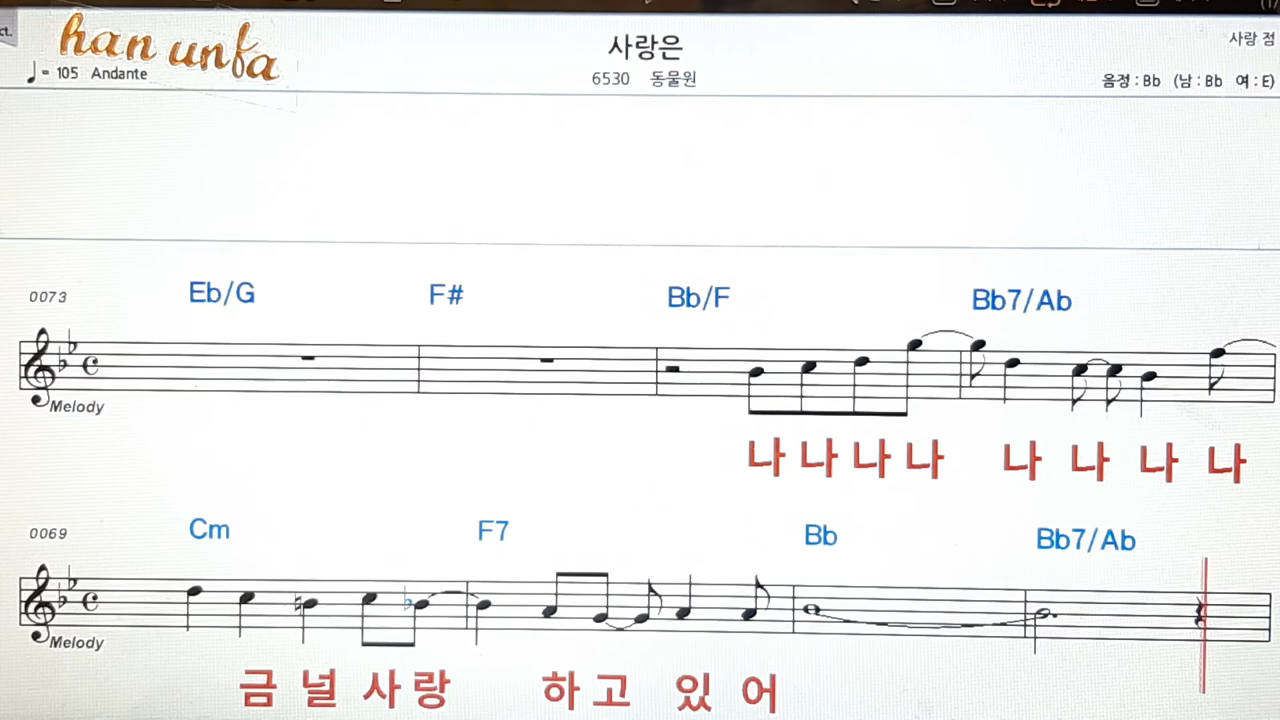 ct.
han unfa
사랑은
사랑 점
♩= 105 Andante
6530 동물원
음정 : Bb (남 : Bb 여 : E)
0073 Eb/G F# Bb/F Bb7/Ab
Melody
나 나 나 나 나 나 나 나
0069 Cm F7 Bb Bb7/Ab
Melody
금 널 사 랑 하 고 있 어